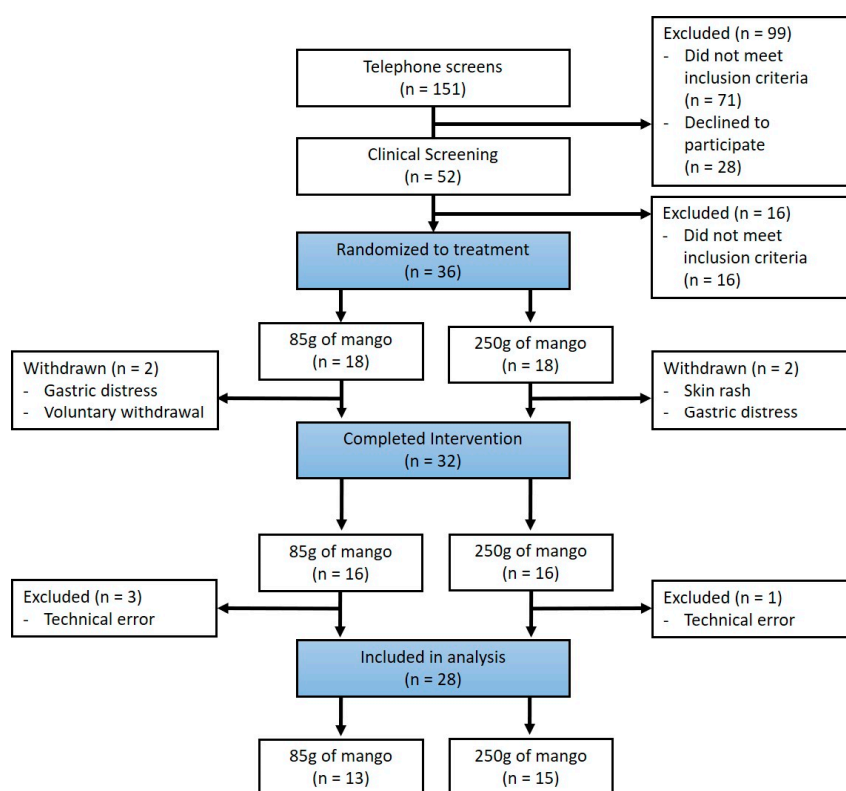 Telephone screens
(n = 151)
Excluded (n = 99)
- Did not meet
inclusion criteria
(n = 71)
- Declined to
participate
(n = 28)
Clinical Screening
(n = 52)
Excluded (n = 16)
- Did not meet
inclusion criteria
(n = 16)
Randomized to treatment
(n = 36)
85g of mango
(n = 18)
250g of mango
(n = 18)
Withdrawn (n = 2)
- Gastric distress
- Voluntary withdrawal
Withdrawn (n = 2)
- Skin rash
- Gastric distress
Completed Intervention
(n = 32)
85g of mango
(n = 16)
250g of mango
(n = 16)
Excluded (n = 3)
- Technical error
Excluded (n = 1)
- Technical error
Included in analysis
(n = 28)
85g of mango
(n = 13)
250g of mango
(n = 15)